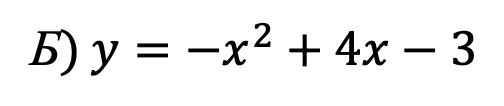 Б) y = −x² + 4x − 3